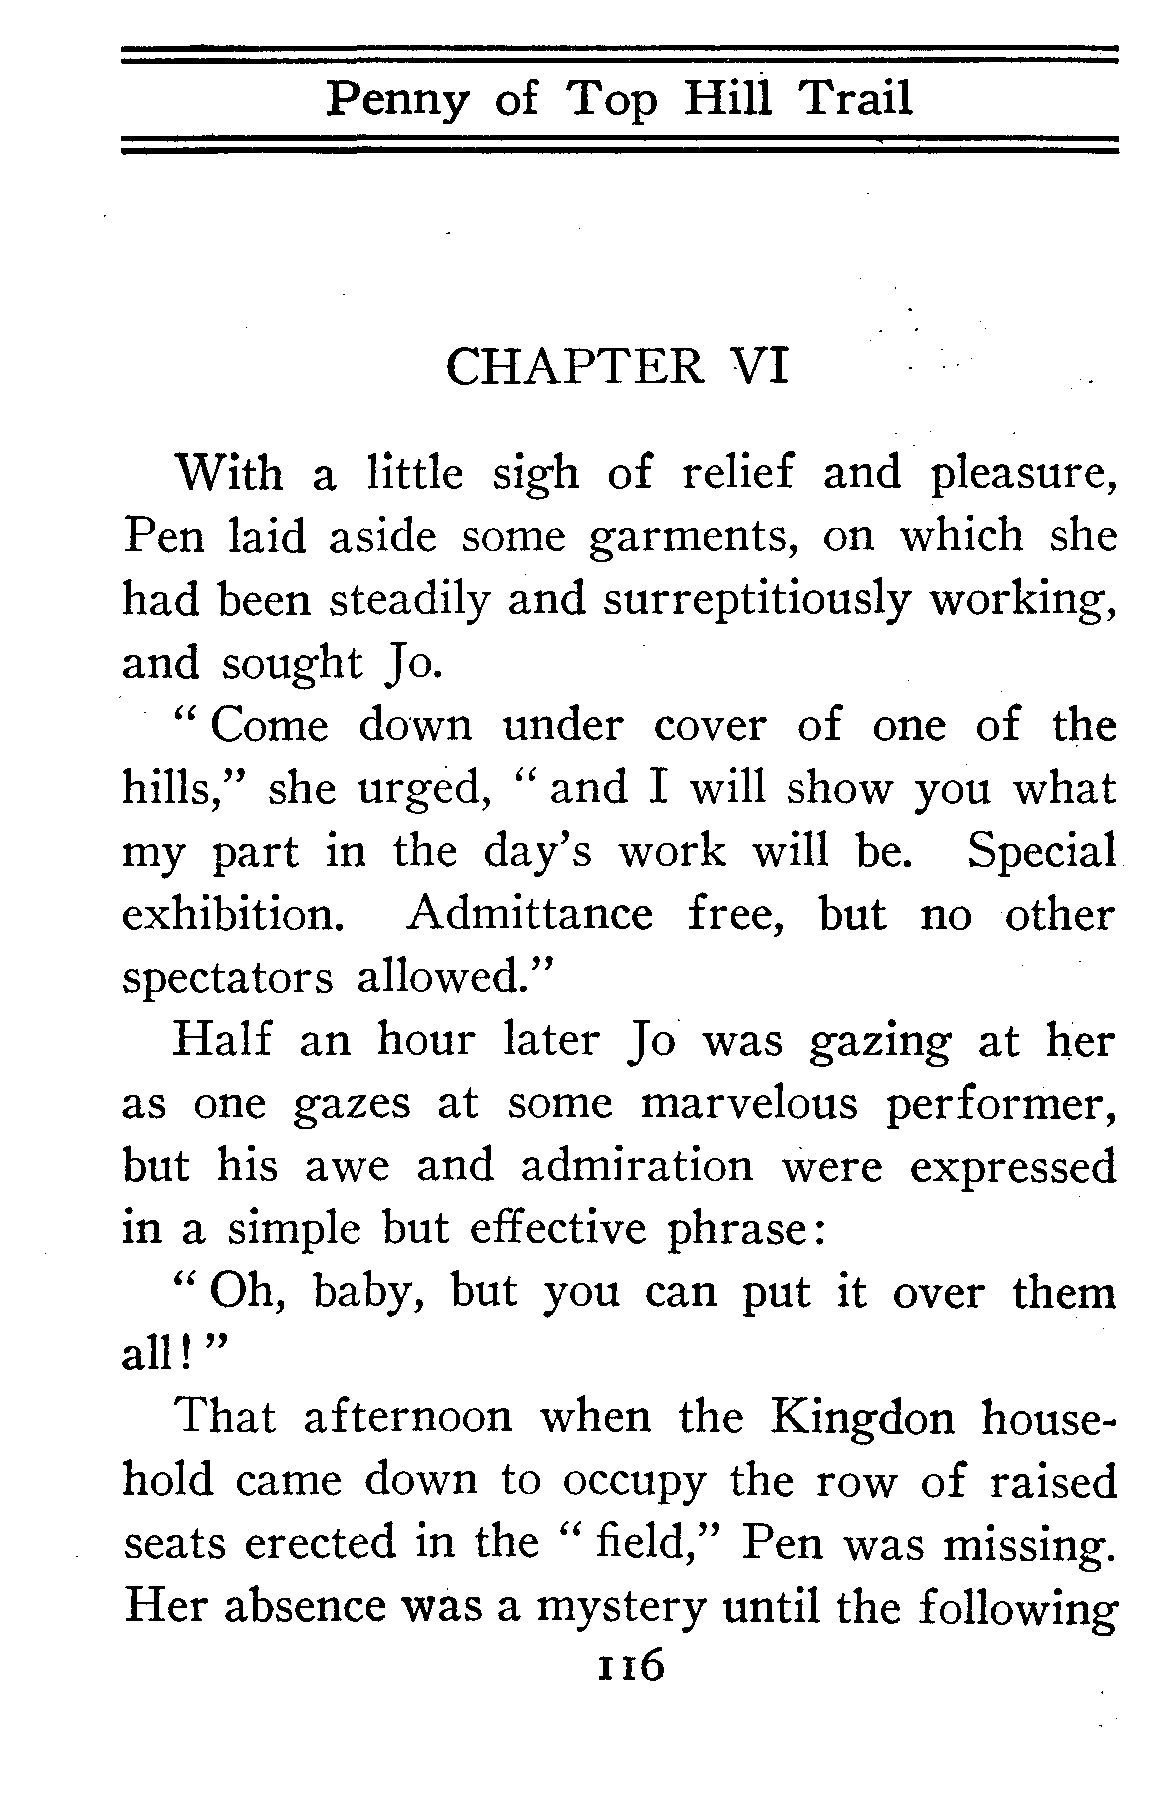 Penny of Top Hill Trail
CHAPTER VI
With a little sigh of relief and pleasure,
Pen laid aside some garments, on which she
had been steadily and surreptitiously working,
and sought Jo.
“ Come down under cover of one of the
hills,” she urged, “ and I will show you what
my part in the day’s work will be. Special
exhibition. Admittance free, but no other
spectators allowed.”
Half an hour later Jo was gazing at her
as one gazes at some marvelous performer,
but his awe and admiration were expressed
in a simple but effective phrase:
“ Oh, baby, but you can put it over them
all! ”
That afternoon when the Kingdon house-
hold came down to occupy the row of raised
seats erected in the “ field,” Pen was missing.
Her absence was a mystery until the following
116